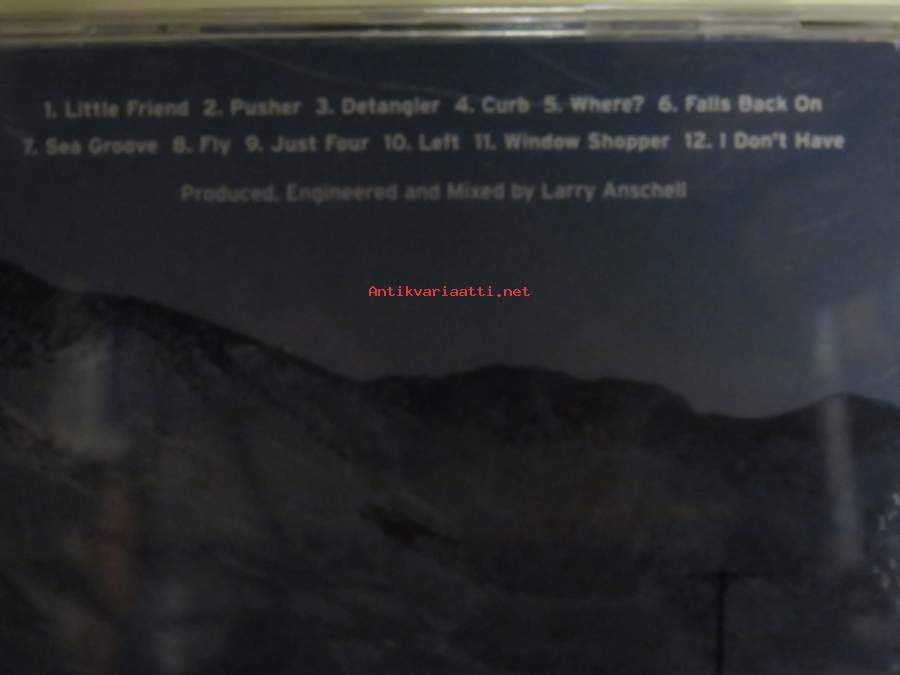 1. Little Friend 2. Pusher 3. Detangler 4. Curb 5. Where? 6. Falls Back On
7. Sea Groove 8. Fly 9. Just Four 10. Left 11. Window Shopper 12. I Don't Have
Produced, Engineered and Mixed by Larry Anschell
Antikvariaatti.net